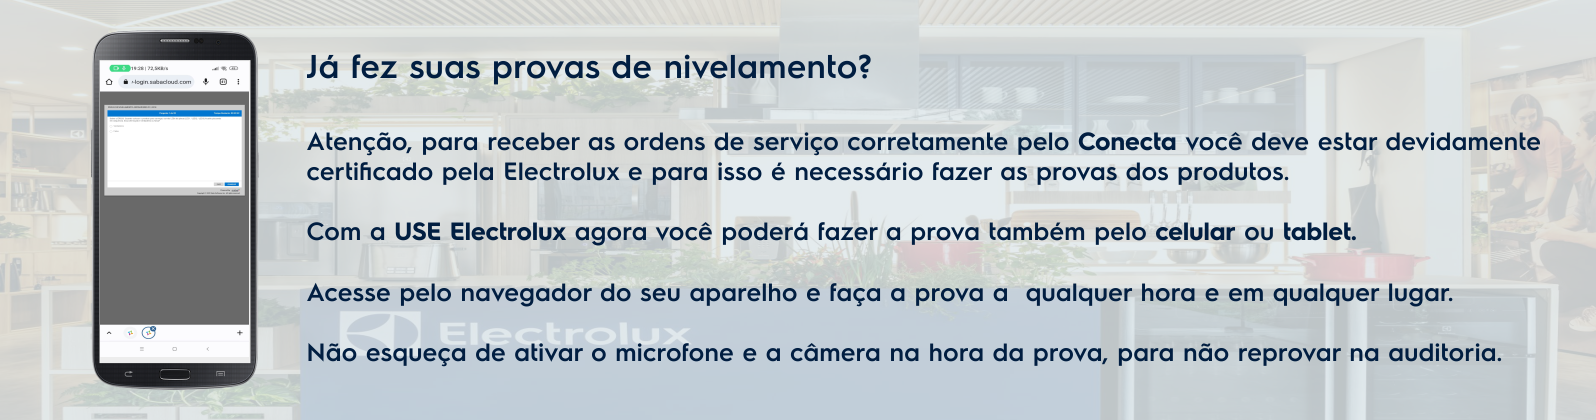 Já fez suas provas de nivelamento?
Atenção, para receber as ordens de serviço corretamente pelo Conecta você deve estar devidamente
certificado pela Electrolux e para isso é necessário fazer as provas dos produtos.
Com a USE Electrolux agora você poderá fazer a prova também pelo celular ou tablet.
Acesse pelo navegador do seu aparelho e faça a prova a qualquer hora e em qualquer lugar.
Electrolux
Não esqueça de ativar o microfone e a câmera na hora da prova, para não reprovar na auditoria.
19:28 | 72,5KB/s
login.sabacloud.com